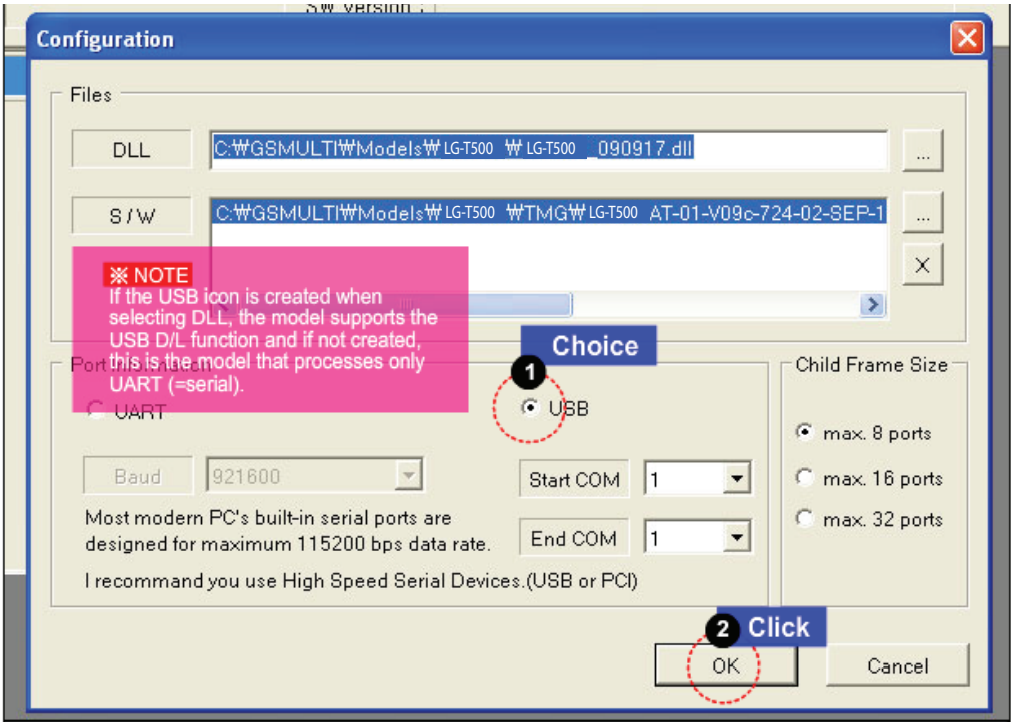 SW Version :
Configuration
Files
DLL
C:₩GSMULTI₩Models₩ LG-T500 ₩ LG-T500 _090917.dll
...
S / W
C:₩GSMULTI₩Models₩ LG-T500 ₩TMG₩ LG-T500 AT-01-V09c-724-02-SEP-1
...
X
※ NOTE
If the USB icon is created when
selecting DLL, the model supports the
USB D/L function and if not created,
this is the model that processes only
UART (=serial).
Port Information
Choice
1
UART
USB
Baud
921600
Start COM
1
Most modern PC's built-in serial ports are
designed for maximum 115200 bps data rate.
End COM
1
I recommand you use High Speed Serial Devices.(USB or PCI)
Child Frame Size
max. 8 ports
max. 16 ports
max. 32 ports
2 Click
OK
Cancel